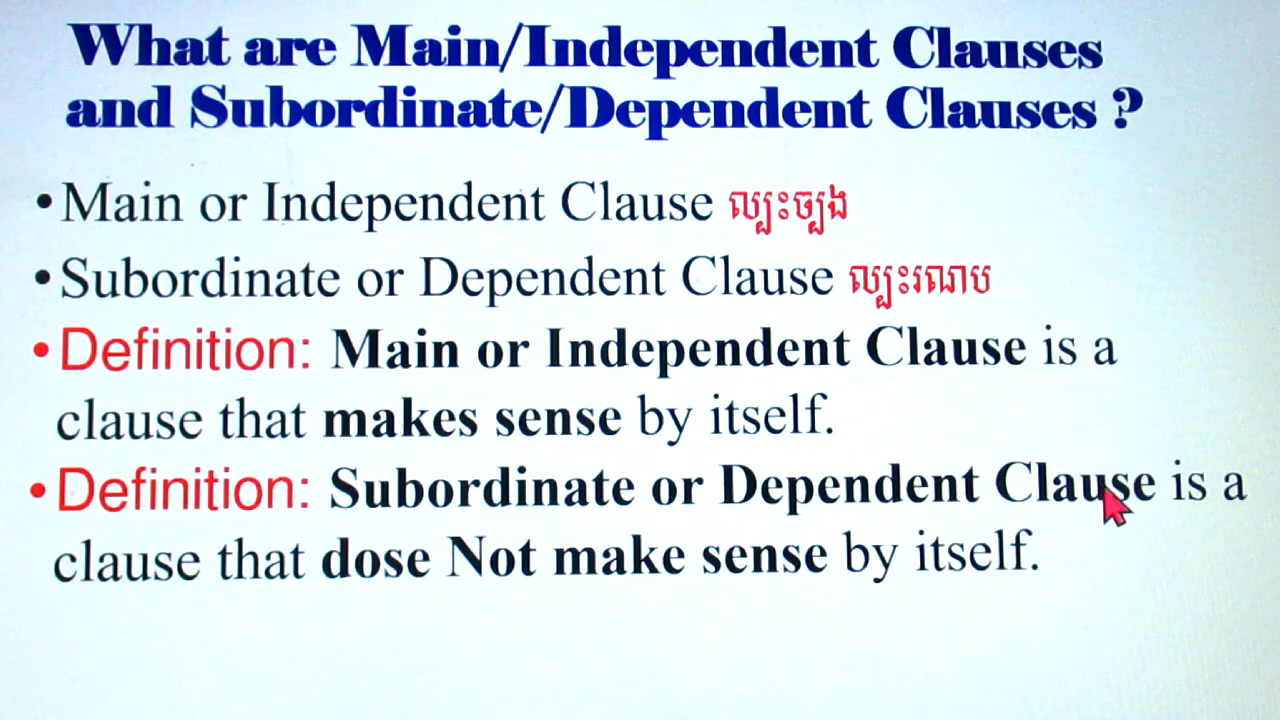 What are Main/Independent Clauses
and Subordinate/Dependent Clauses ?
•Main or Independent Clause ល្បះច្បង
•Subordinate or Dependent Clause ល្បះរណប
•Definition: Main or Independent Clause is a
clause that makes sense by itself.
•Definition: Subordinate or Dependent Clause is a
clause that dose Not make sense by itself.